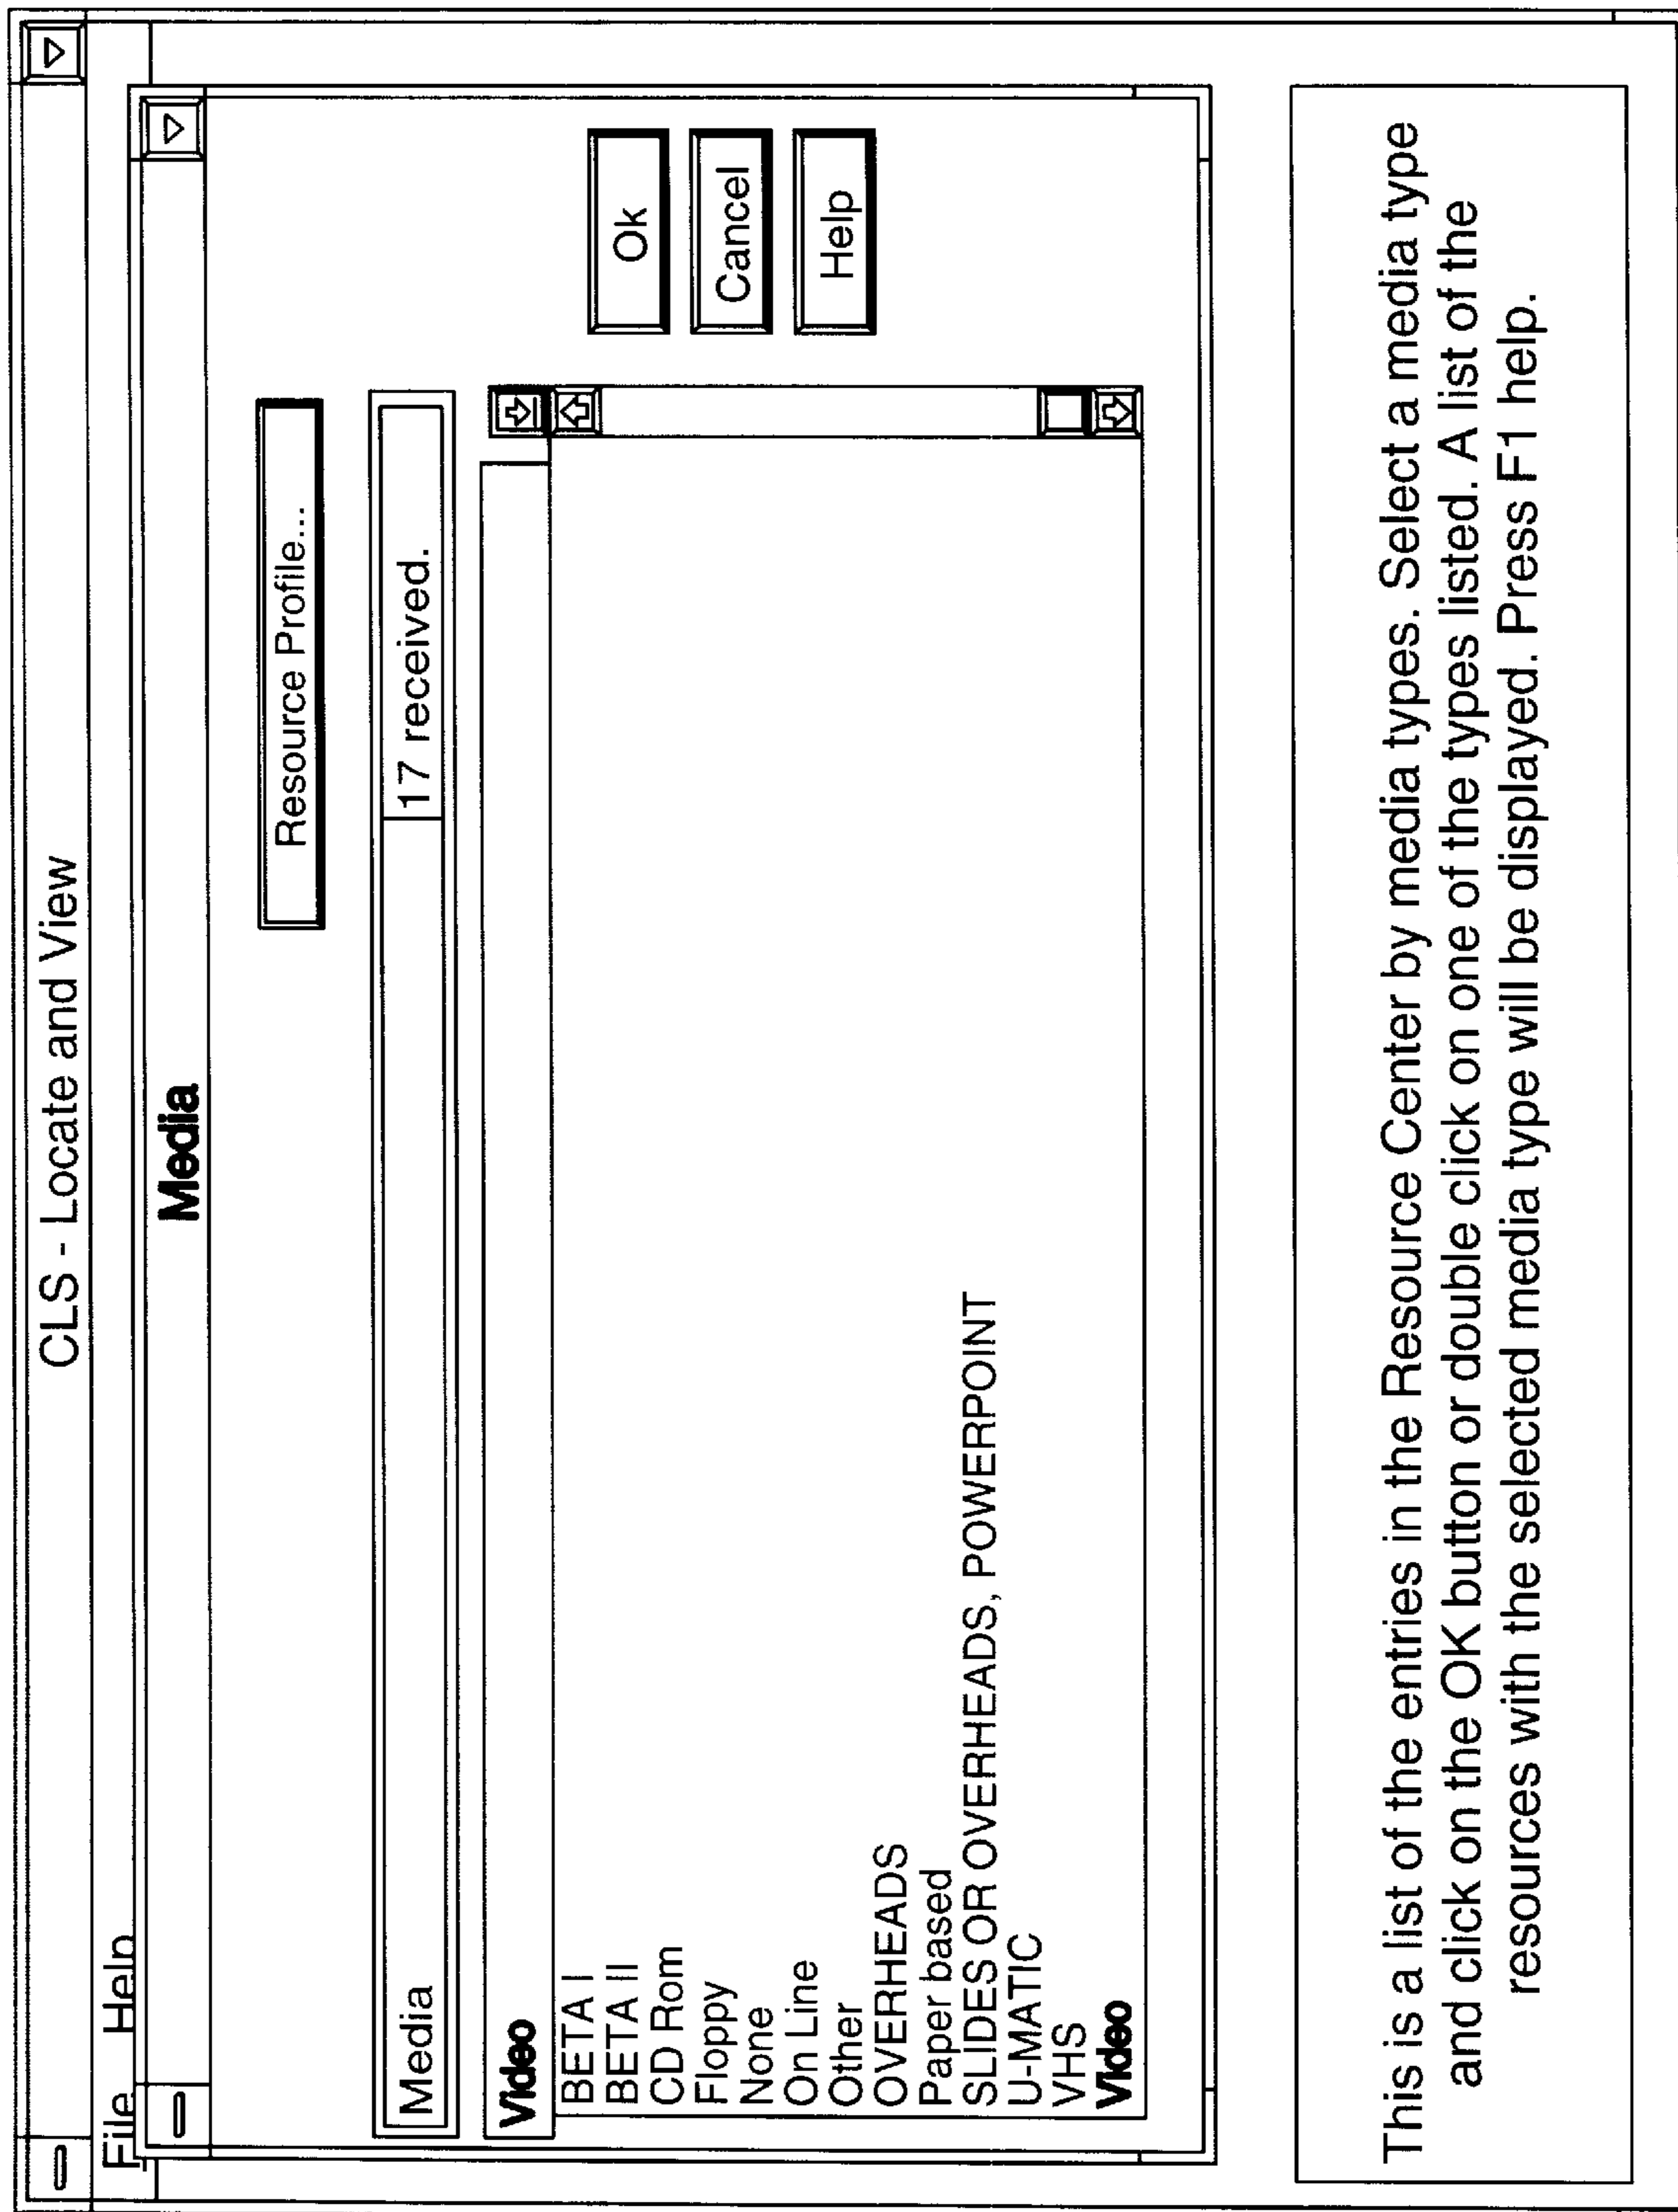 CLS - Locate and View
File Help
Media
Resource Profile...
Media 17 received.
Video
BETA I
BETA II
CD Rom
Floppy
None
On Line
Other
OVERHEADS
Paper based
SLIDES OR OVERHEADS, POWERPOINT
U-MATIC
VHS
Video
Ok
Cancel
Help
This is a list of the entries in the Resource Center by media types. Select a media type
and click on the OK button or double click on one of the types listed. A list of the
resources with the selected media type will be displayed. Press F1 help.